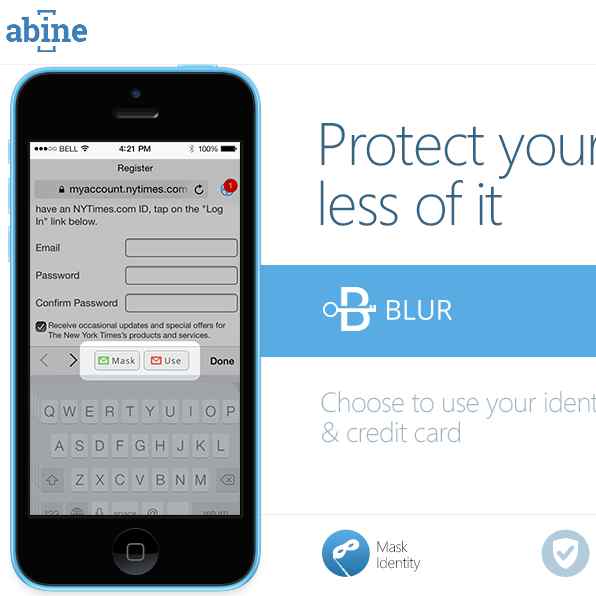 abine
Protect your
less of it
BLUR
Choose to use your ident
& credit card
Mask
Identity
BELL 4:21 PM 100%
Register
myaccount.nytimes.com 1
have an NYTimes.com ID, tap on the "Log
In" link below.
Email
Password
Confirm Password
Receive occasional updates and special offers for
The New York Times's products and services.
Mask Use Done
Q W E R T Y U I O P
A S D F G H J K L
Z X C V B N M
123 space @ return